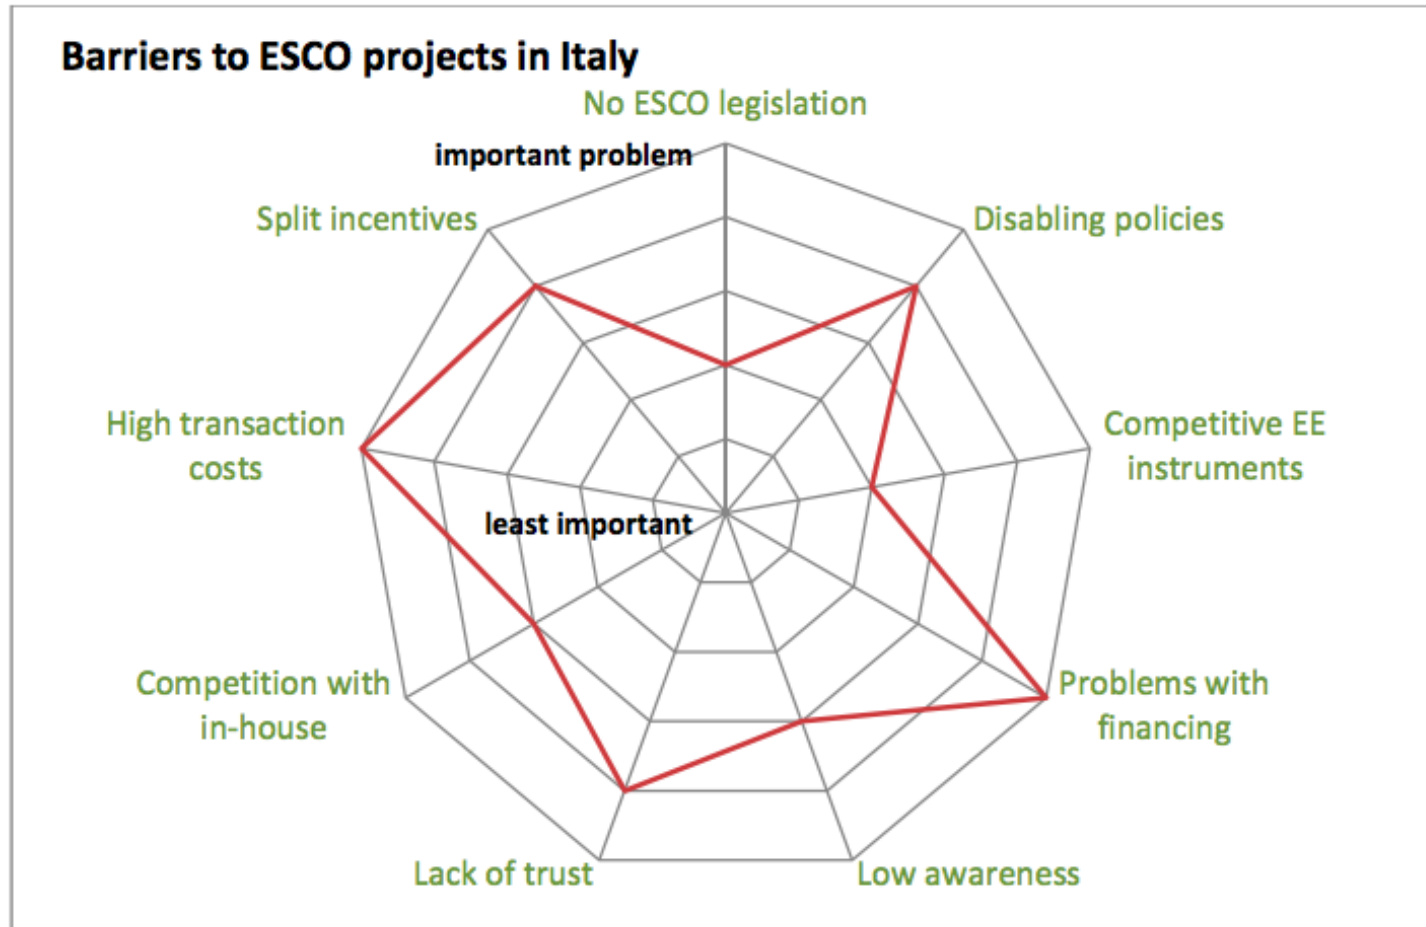 Barriers to ESCO projects in Italy
No ESCO legislation
important problem
Split incentives
Disabling policies
High transaction
costs
Competitive EE
instruments
least important
Competition with
in-house
Problems with
financing
Lack of trust
Low awareness